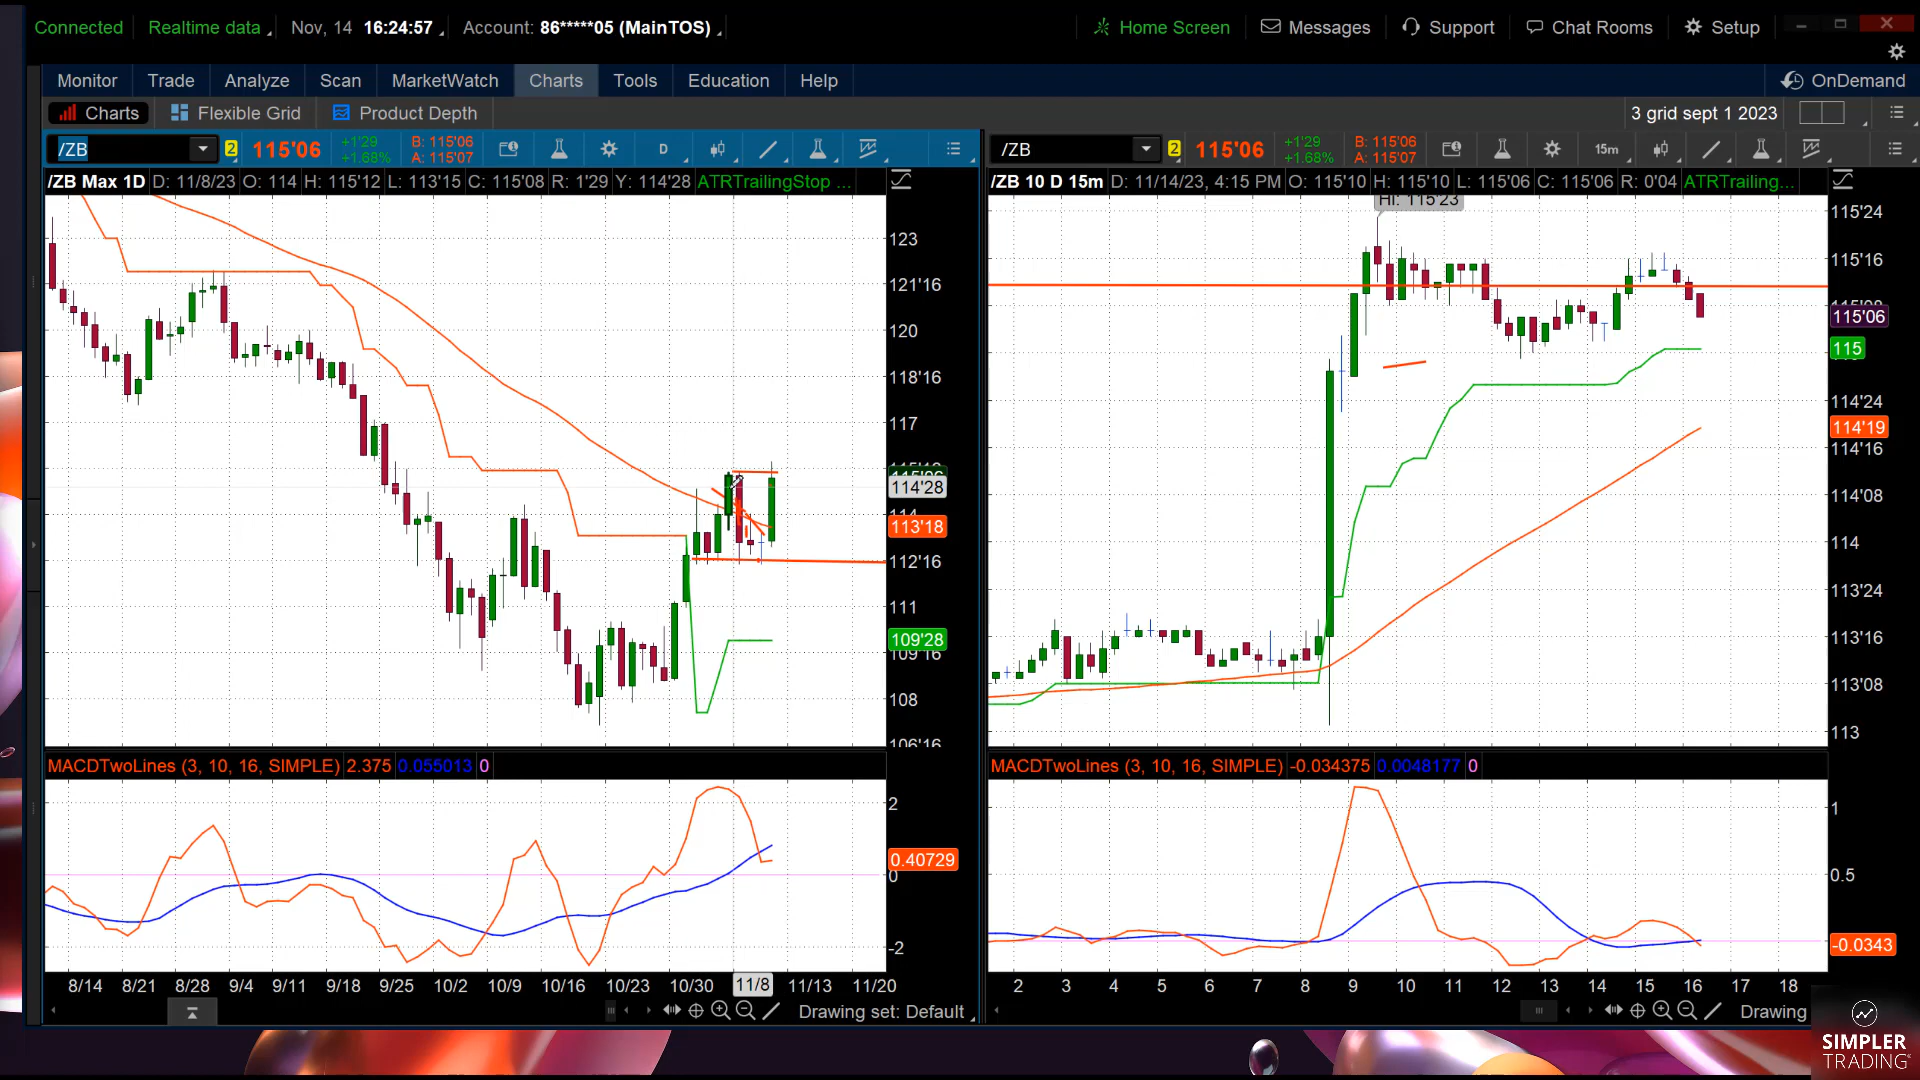 Connected Realtime data Nov, 14 16:24:57 Account: 86*****05 (MainTOS) Home Screen Messages Support Chat Rooms Setup
Monitor Trade Analyze Scan MarketWatch Charts Tools Education Help OnDemand
Charts Flexible Grid Product Depth 3 grid sept 1 2023
/ZB 2 115'06 +1'29 +1.68% B: 115'06 A: 115'07 D
/ZB 2 115'06 +1'29 +1.68% B: 115'06 A: 115'07 15m
/ZB Max 1D D: 11/8/23 O: 114 H: 115'12 L: 113'15 C: 115'08 R: 1'29 Y: 114'28 ATRTrailingStop ...
/ZB 10 D 15m D: 11/14/23, 4:15 PM O: 115'10 H: 115'10 L: 115'06 C: 115'06 R: 0'04 ATRTrailing...
123
121'16
120
118'16
117
114'28
114
113'18
112'16
111
109'28
109'16
108
106'16
Hi: 115'23
115'24
115'16
115'06
115
114'24
114'19
114'16
114'08
114
113'24
113'16
113'08
113
MACDTwoLines (3, 10, 16, SIMPLE) 2.375 0.055013 0
2
0.40729
0
-2
MACDTwoLines (3, 10, 16, SIMPLE) -0.034375 0.0048177 0
1
0.5
-0.0343
8/14 8/21 8/28 9/4 9/11 9/18 9/25 10/2 10/9 10/16 10/23 10/30 11/8 11/13 11/20
2 3 4 5 6 7 8 9 10 11 12 13 14 15 16 17 18
Drawing set: Default
Drawing
SIMPLER
TRADING